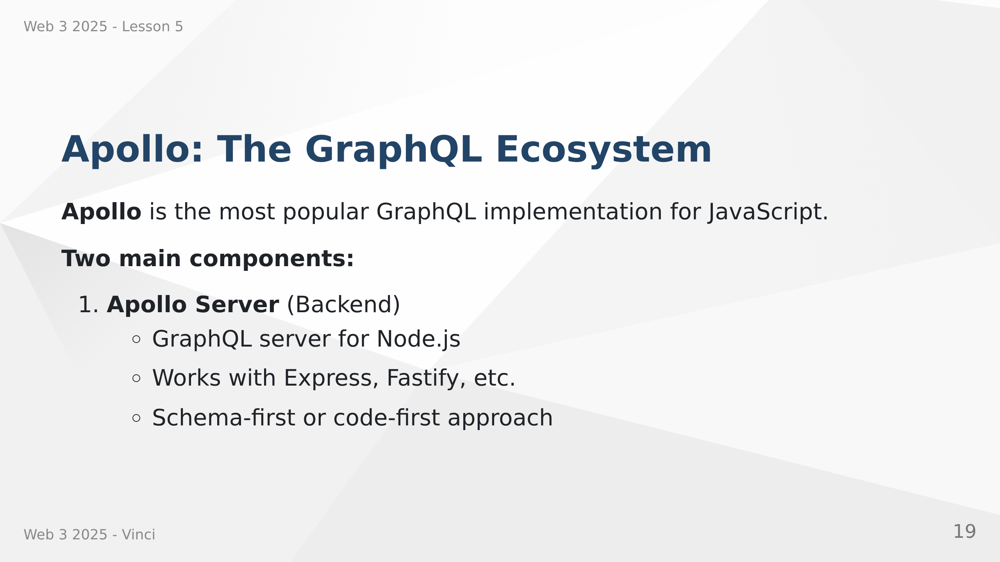 Web 3 2025 - Lesson 5
Apollo: The GraphQL Ecosystem
Apollo is the most popular GraphQL implementation for JavaScript.
Two main components:
1. Apollo Server (Backend)
○ GraphQL server for Node.js
○ Works with Express, Fastify, etc.
○ Schema-first or code-first approach
Web 3 2025 - Vinci
19